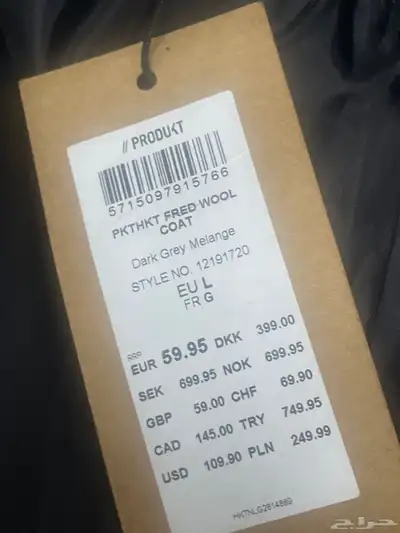 // PRODUKT
5715097915766
PKTHKT FRED WOOL
COAT
Dark Grey Melange
STYLE NO. 12191720
EU L
FR G
RRP
EUR 59.95 DKK 399.00
SEK 699.95 NOK 699.95
GBP 59.00 CHF 69.90
CAD 145.00 TRY 749.95
USD 109.90 PLN 249.99
HKTNLG2614889
حراج